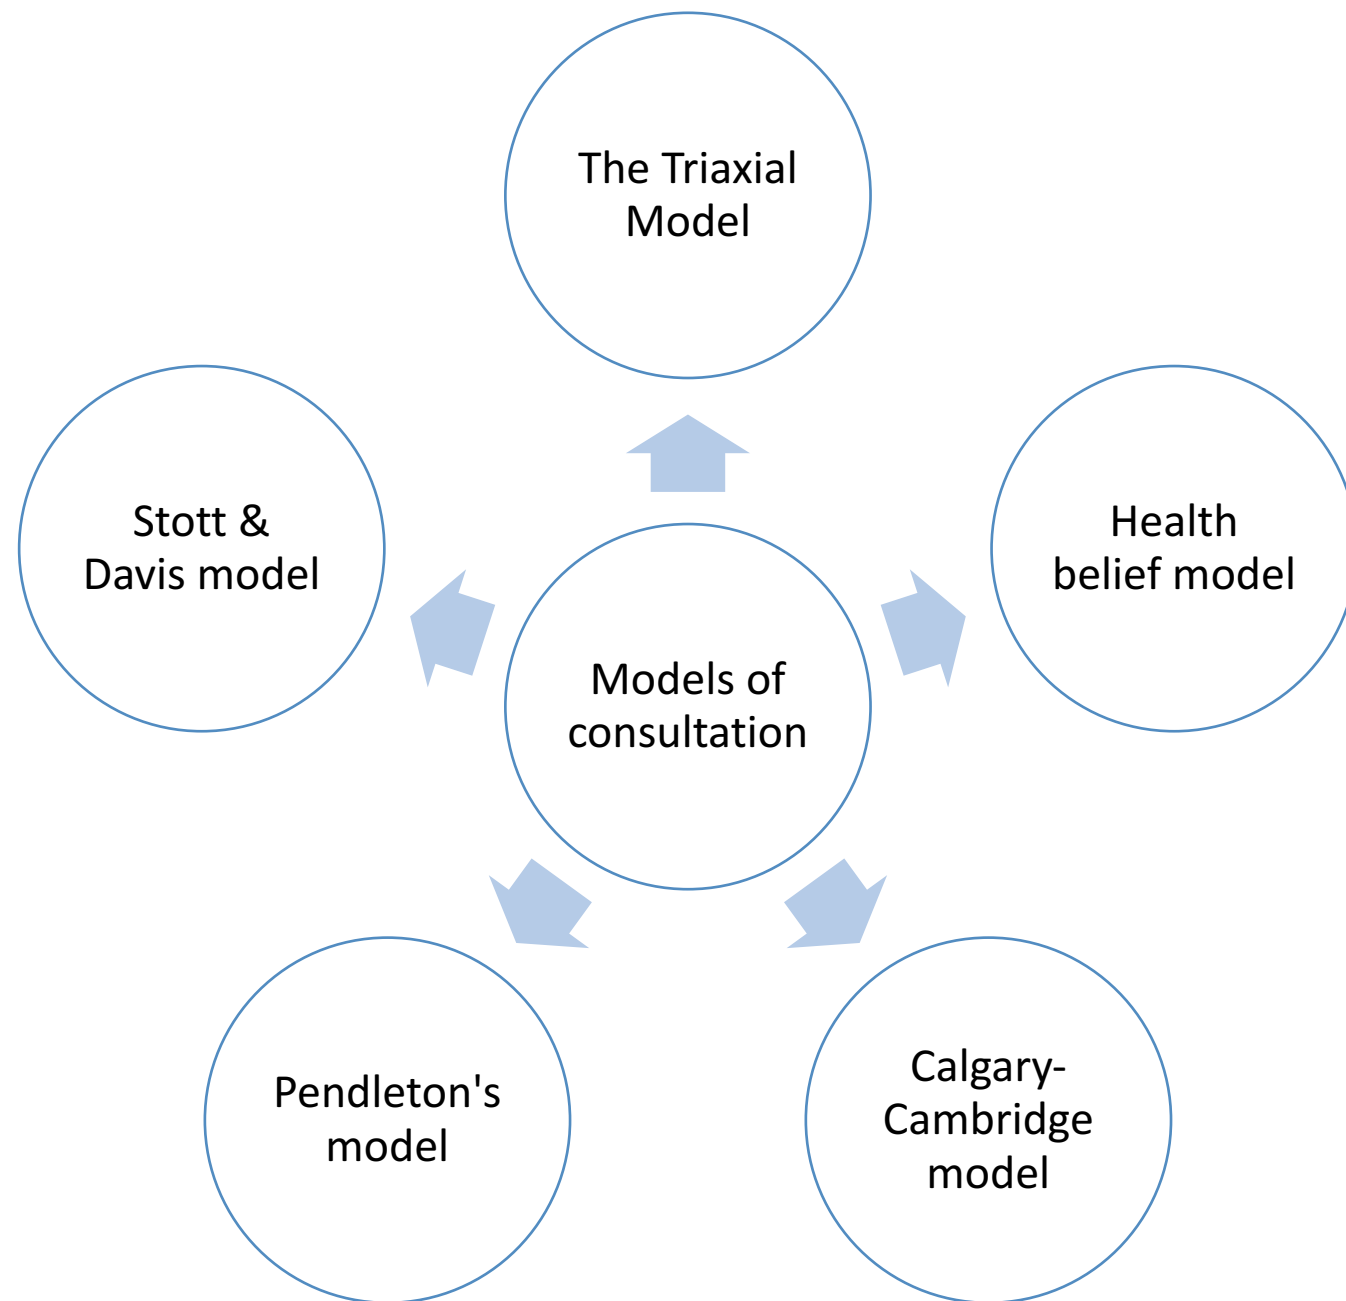 The Triaxial
Model
Stott &
Davis model
Health
belief model
Models of
consultation
Pendleton's
model
Calgary-
Cambridge
model